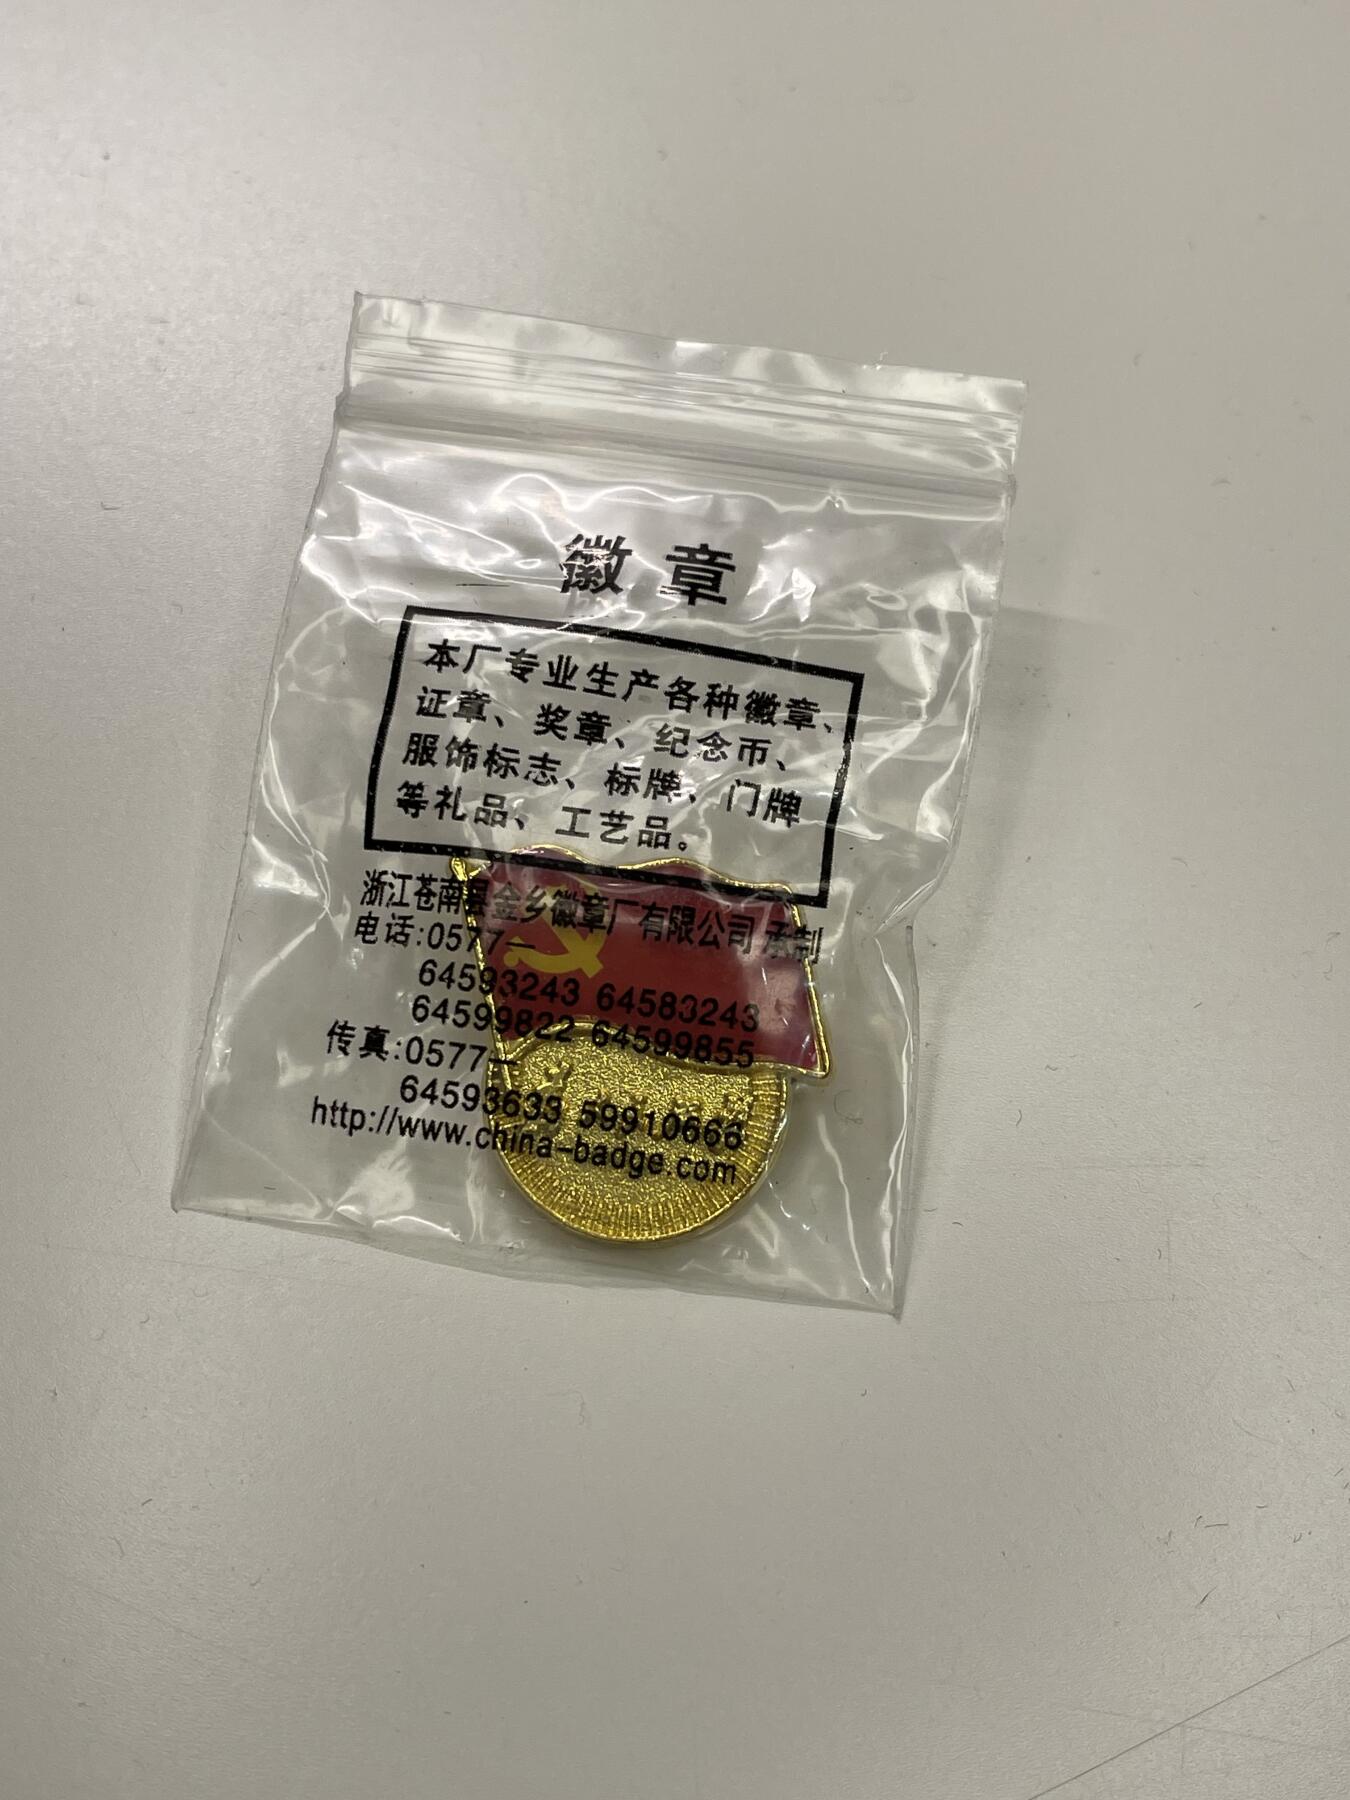 徽章
本厂专业生产各种徽章、
证章、奖章、纪念币、
服饰标志、标牌、门牌
等礼品、工艺品。
浙江苍南县金乡徽章厂有限公司 承制
电话:0577—
64593243 64583243
64599822 64599855
传真:0577—
64593633 59910666
http://www.china-badge.com